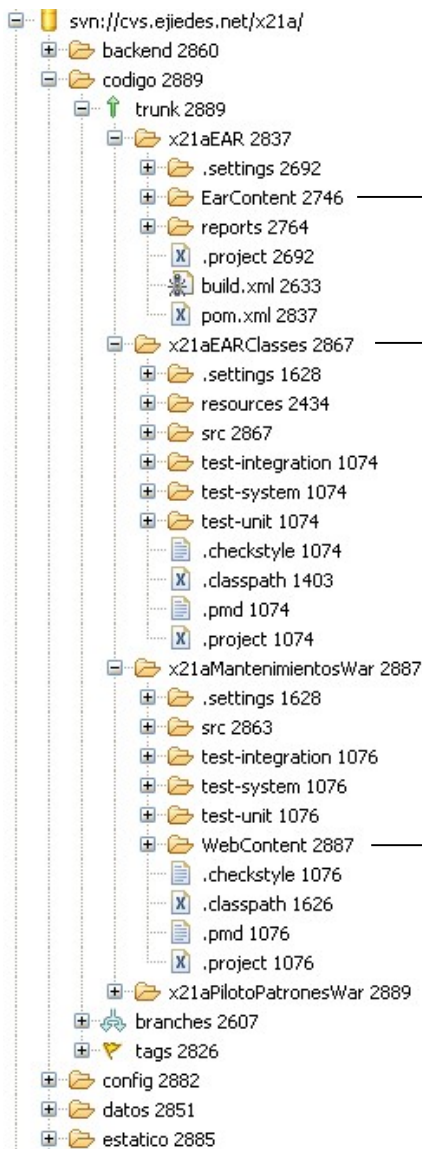 svn://cvs.ejiedes.net/x21a/
backend 2860
codigo 2889
trunk 2889
x21aEAR 2837
.settings 2692
EarContent 2746
reports 2764
.project 2692
build.xml 2633
pom.xml 2837
x21aEARClasses 2867
.settings 1628
resources 2434
src 2867
test-integration 1074
test-system 1074
test-unit 1074
.checkstyle 1074
.classpath 1403
.pmd 1074
.project 1074
x21aMantenimientosWar 2887
.settings 1628
src 2863
test-integration 1076
test-system 1076
test-unit 1076
WebContent 2887
.checkstyle 1076
.classpath 1626
.pmd 1076
.project 1076
x21aPilotoPatronesWar 2889
branches 2607
tags 2826
config 2882
datos 2851
estatico 2885